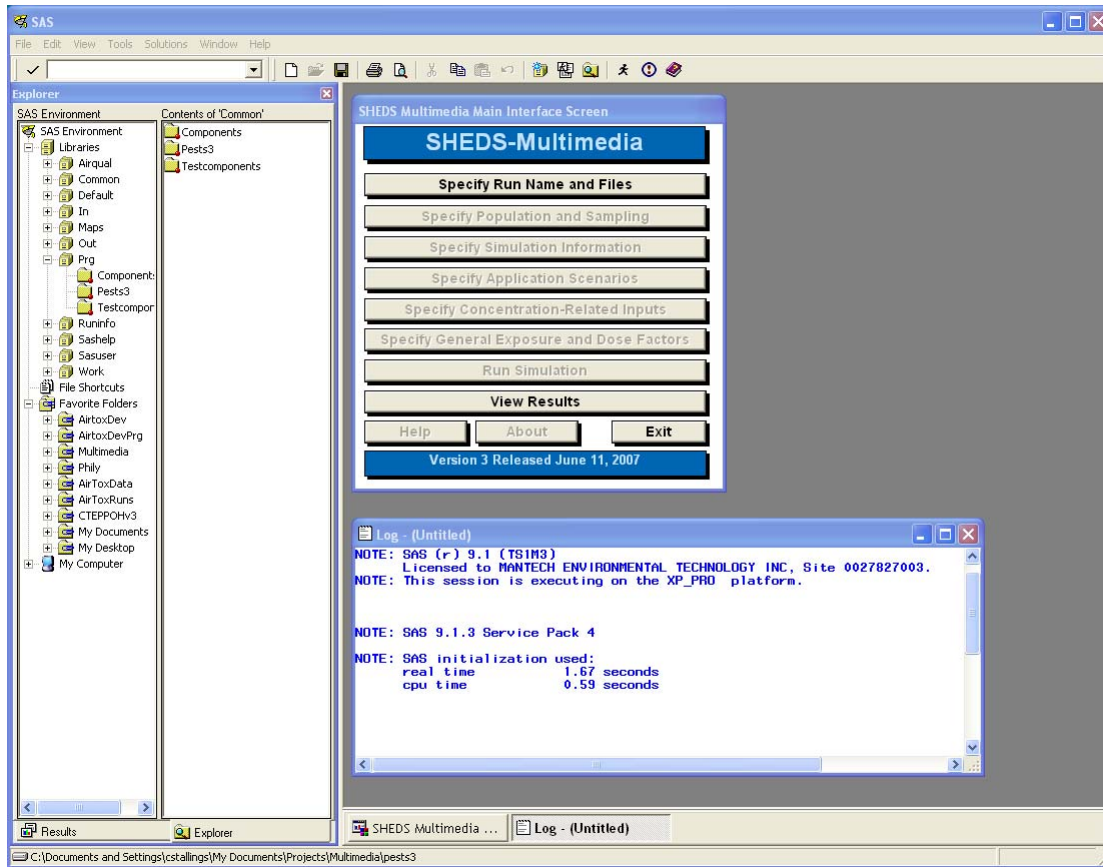 SAS
File Edit View Tools Solutions Window Help
Explorer
SAS Environment
Contents of 'Common'
SAS Environment
Libraries
Airqual
Common
Default
In
Maps
Out
Prg
Component
Pests3
Testcompor
Runinfo
Sashelp
Sasuser
Work
File Shortcuts
Favorite Folders
AirtoxDev
AirtoxDevPrg
Multimedia
Phily
AirToxData
AirToxRuns
CTEPPOHv3
My Documents
My Desktop
My Computer
Components
Pests3
Testcomponents
Results
Explorer
SHEDS Multimedia Main Interface Screen
SHEDS-Multimedia
Specify Run Name and Files
Specify Population and Sampling
Specify Simulation Information
Specify Application Scenarios
Specify Concentration-Related Inputs
Specify General Exposure and Dose Factors
Run Simulation
View Results
Help About Exit
Version 3 Released June 11, 2007
Log - (Untitled)
NOTE: SAS (r) 9.1 (TS1M3)
Licensed to MANTECH ENVIRONMENTAL TECHNOLOGY INC, Site 0027827003.
NOTE: This session is executing on the XP_PRO platform.
NOTE: SAS 9.1.3 Service Pack 4
NOTE: SAS initialization used:
real time 1.67 seconds
cpu time 0.59 seconds
SHEDS Multimedia ...
Log - (Untitled)
C:\Documents and Settings\cstallings\My Documents\Projects\Multimedia\pests3